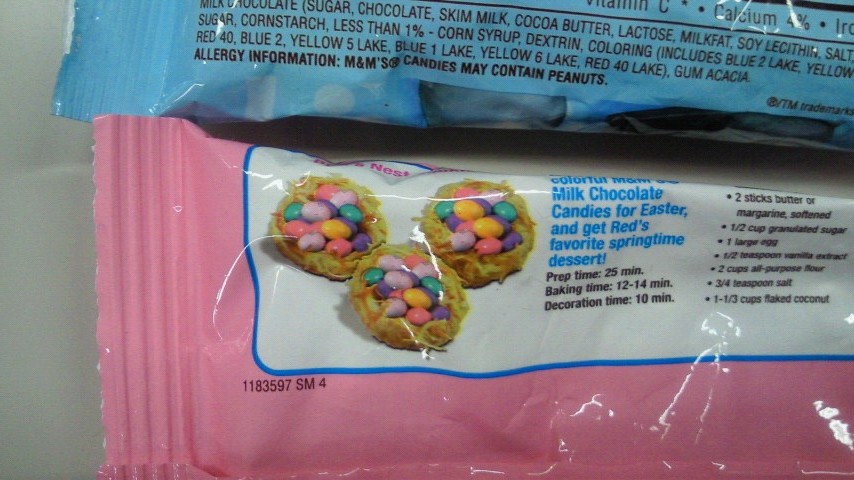 Vitamin C * • Calcium 4% •
MILK CHOCOLATE (SUGAR, CHOCOLATE, SKIM MILK, COCOA BUTTER, LACTOSE, MILKFAT, SOY LECITHIN, SALT,
SUGAR, CORNSTARCH, LESS THAN 1% - CORN SYRUP, DEXTRIN, COLORING (INCLUDES BLUE 2 LAKE, YELLOW
RED 40, BLUE 2, YELLOW 5 LAKE, BLUE 1 LAKE, YELLOW 6 LAKE, RED 40 LAKE), GUM ACACIA.
ALLERGY INFORMATION: M&M'S® CANDIES MAY CONTAIN PEANUTS.
®/TM trademarks
Nest
colorful M&M'S®
Milk Chocolate
Candies for Easter,
and get Red's
favorite springtime
dessert!
Prep time: 25 min.
Baking time: 12-14 min.
Decoration time: 10 min.
• 2 sticks butter or
margarine, softened
• 1/2 cup granulated sugar
• 1 large egg
• 1/2 teaspoon vanilla extract
• 2 cups all-purpose flour
• 3/4 teaspoon salt
• 1-1/3 cups flaked coconut
1183597 SM 4